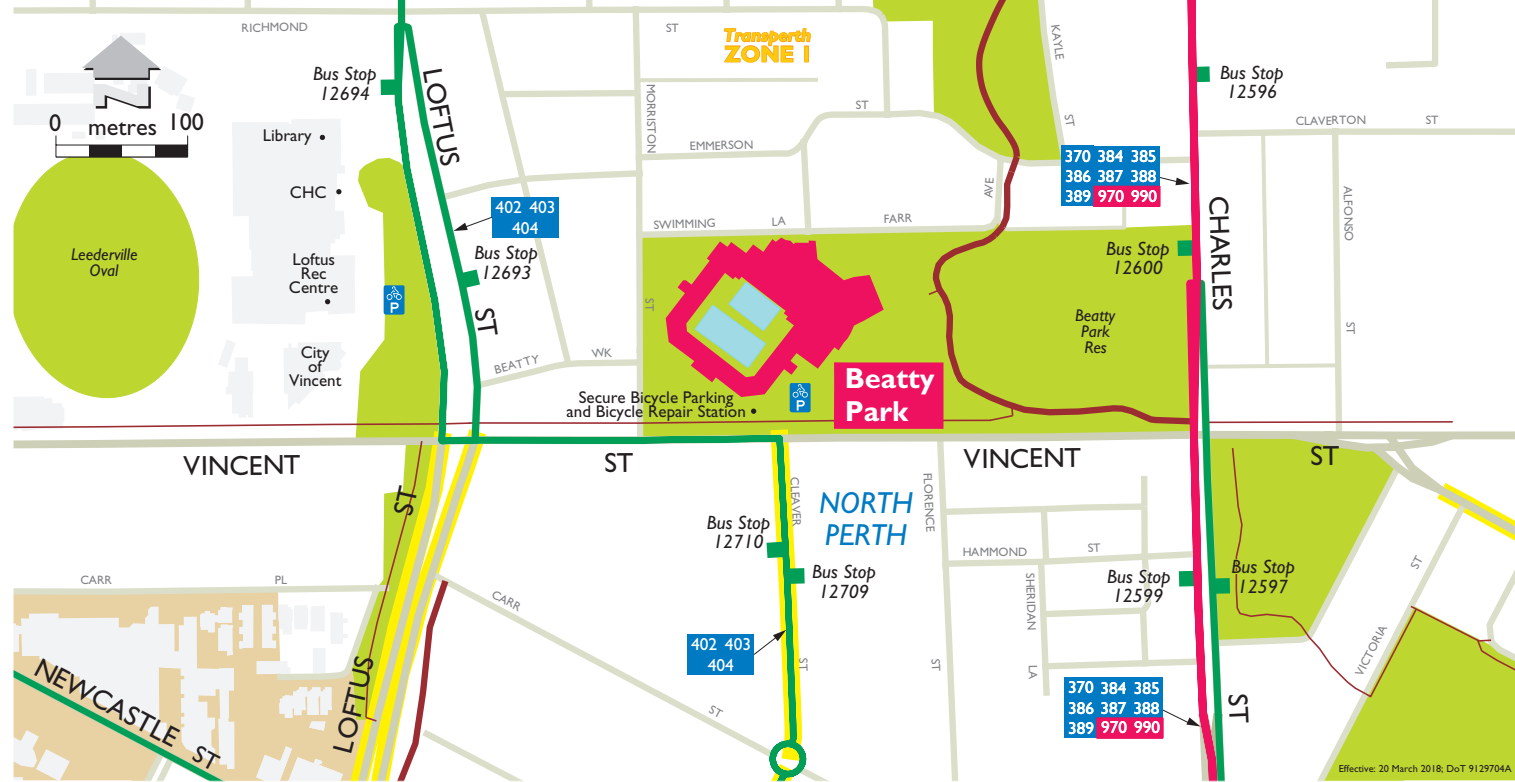 RICHMOND
ST
Transperth
ZONE 1
KAYLE
ST
Bus Stop
12694
LOFTUS
Bus Stop
12596
N
0 metres 100
MORRISTON
ST
CLAVERTON ST
Library
EMMERSON
ST
370 384 385
386 387 388
389 970 990
CHC
AVE
ALFONSO
ST
402 403
404
SWIMMING LA
FARR
CHARLES
Leederville
Oval
Loftus
Rec
Centre
Bus Stop
12693
Bus Stop
12600
P
ST
Beatty
Park
Res
City
of
Vincent
BEATTY WK
Beatty
Park
P
Secure Bicycle Parking
and Bicycle Repair Station
VINCENT
ST
VINCENT
ST
ST
CLEAVER
NORTH
PERTH
FLORENCE
Bus Stop
12710
HAMMOND ST
Bus Stop
12709
Bus Stop
12599
Bus Stop
12597
ST
CARR PL
CARR
SHERIDAN
LA
VICTORIA
402 403
404
ST
ST
NEWCASTLE ST
LOFTUS
ST
370 384 385
386 387 388
389 970 990
ST
Effective: 20 March 2018; DoT 9129704A